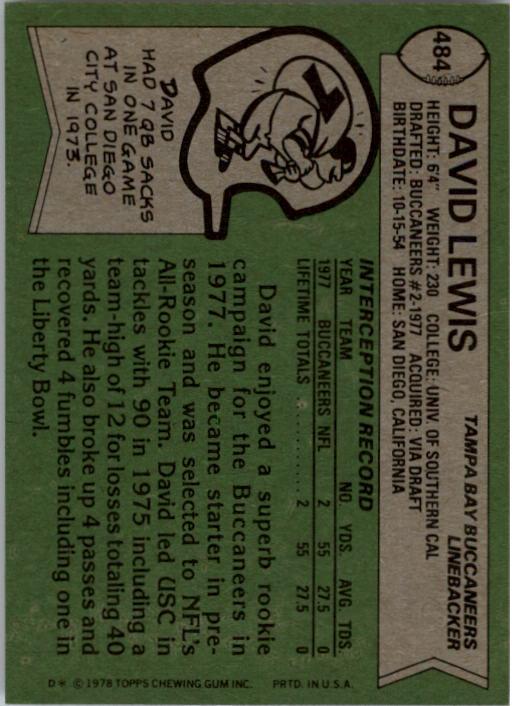 484
DAVID LEWIS
TAMPA BAY BUCCANEERS
LINEBACKER
HEIGHT: 6'4" WEIGHT: 230 COLLEGE: UNIV. OF SOUTHERN CAL
DRAFTED: BUCCANEERS #2-1977 ACQUIRED: VIA DRAFT
BIRTHDATE: 10-15-54 HOME: SAN DIEGO, CALIFORNIA
DAVID
HAD 7 QB SACKS
IN ONE GAME
AT SAN DIEGO
CITY COLLEGE
IN 1973.
INTERCEPTION RECORD
YEAR TEAM NO. YDS. AVG. TDS.
1977 BUCCANEERS NFL 2 55 27.5 0
LIFETIME TOTALS . . . . . . . . . 2 55 27.5 0
David enjoyed a superb rookie
campaign for the Buccaneers in
1977. He became starter in pre-
season and was selected to NFL's
All-Rookie Team. David led USC in
tackles with 90 in 1975 including a
team-high of 12 for losses totaling 40
yards. He also broke up 4 passes and
recovered 4 fumbles including one in
the Liberty Bowl.
D* © 1978 TOPPS CHEWING GUM INC. PRTD. IN U.S.A.